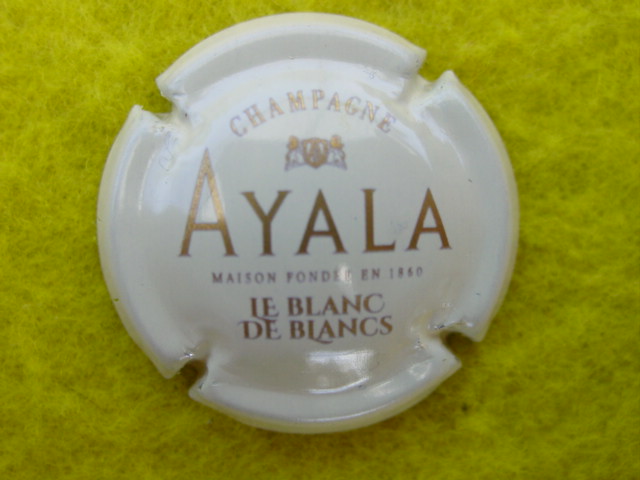 CHAMPAGNE
AYALA
MAISON FONDÉE EN 1860
LE BLANC
DE BLANCS